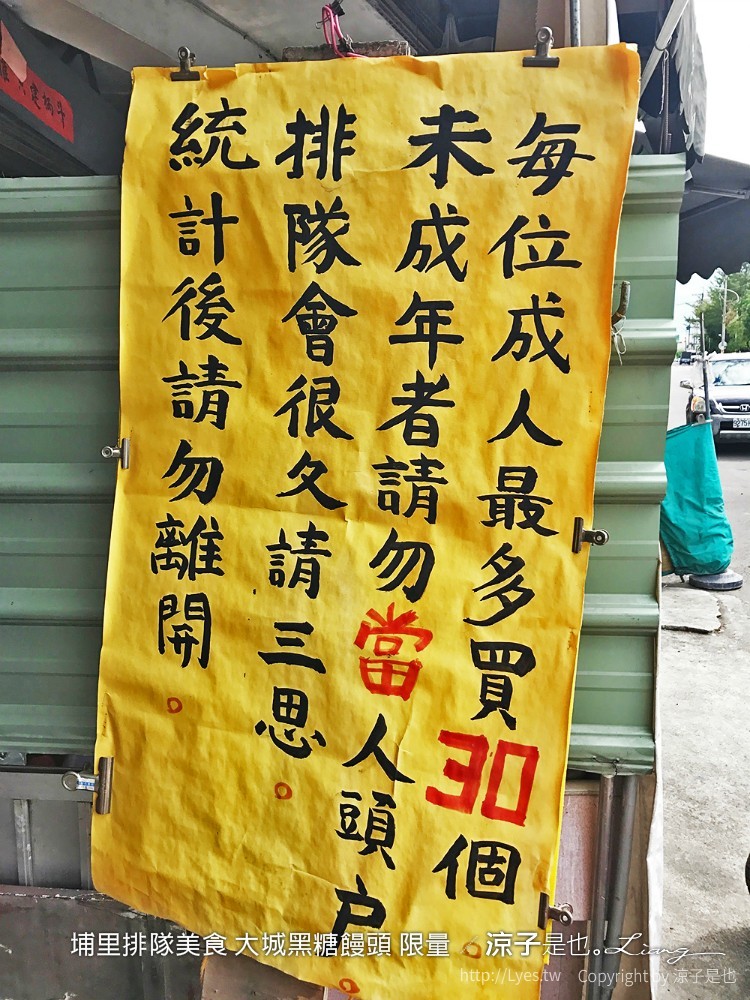 每位成人最多買30個。
未成年者請勿當人頭户。
排隊會很久請三思。
統計後請勿離開。
埔里排隊美食 大城黑糖饅頭 限量 涼子是也。Liang
http://Lyes.tw Copyright by 涼子是也